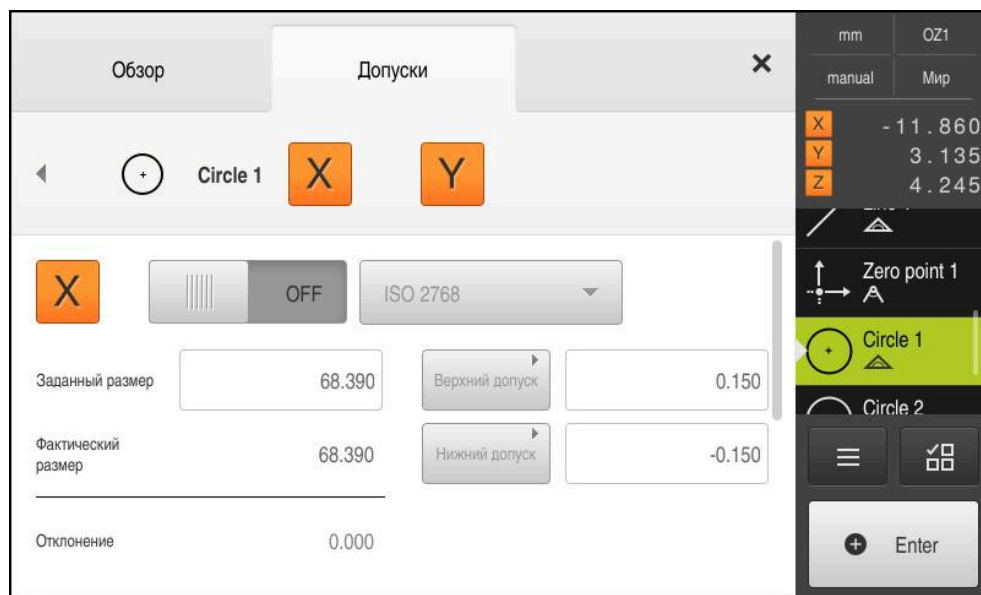 Обзор
Допуски
mm
OZ1
manual
Мир
X -11.860
Y 3.135
Z 4.245
Circle 1
X
Y
X
OFF
ISO 2768
Заданный размер
68.390
Верхний допуск
0.150
Фактический
размер
68.390
Нижний допуск
-0.150
Отклонение
0.000
Zero point 1
Circle 1
Circle 2
Enter